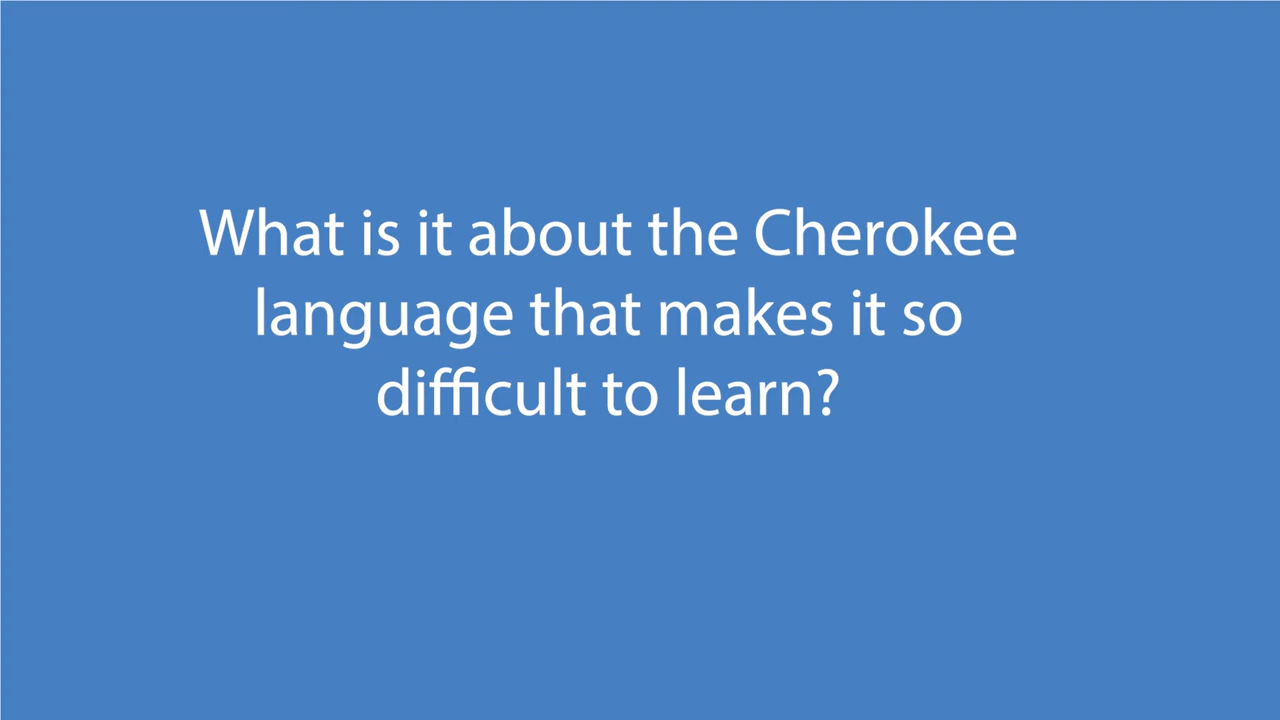 What is it about the Cherokee
language that makes it so
difficult to learn?